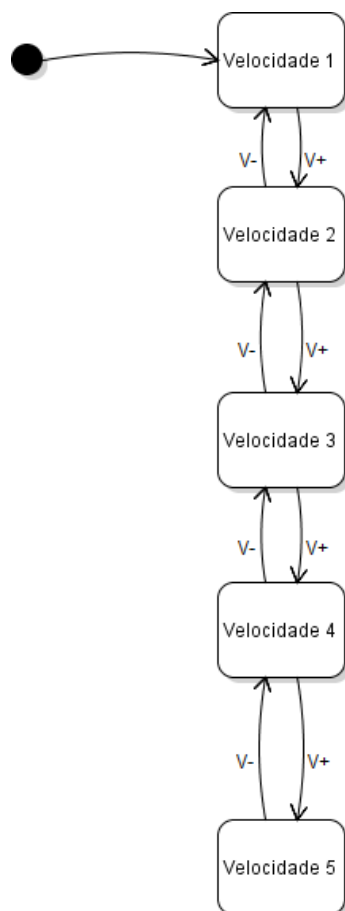 Velocidade 1
V- V+
Velocidade 2
V- V+
Velocidade 3
V- V+
Velocidade 4
V- V+
Velocidade 5